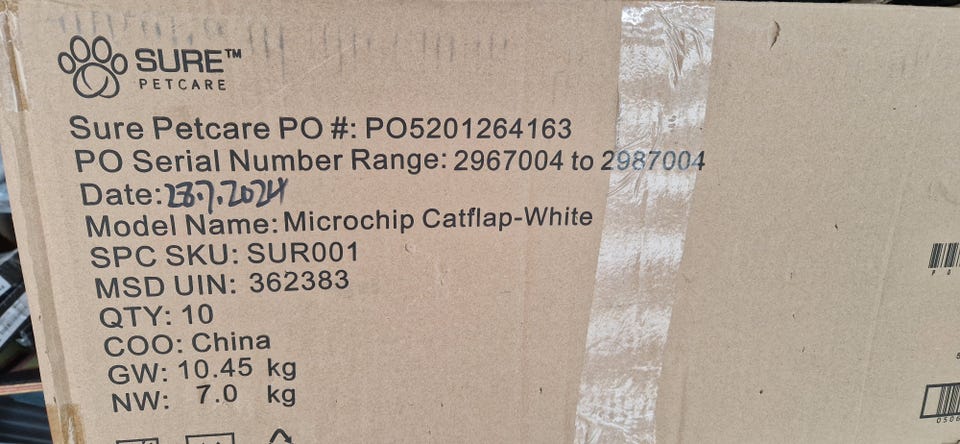 SURE™
PETCARE
Sure Petcare PO #: PO5201264163
PO Serial Number Range: 2967004 to 2987004
Date: 28.7.2024
Model Name: Microchip Catflap-White
SPC SKU: SUR001
MSD UIN: 362383
QTY: 10
COO: China
GW: 10.45 kg
NW: 7.0 kg